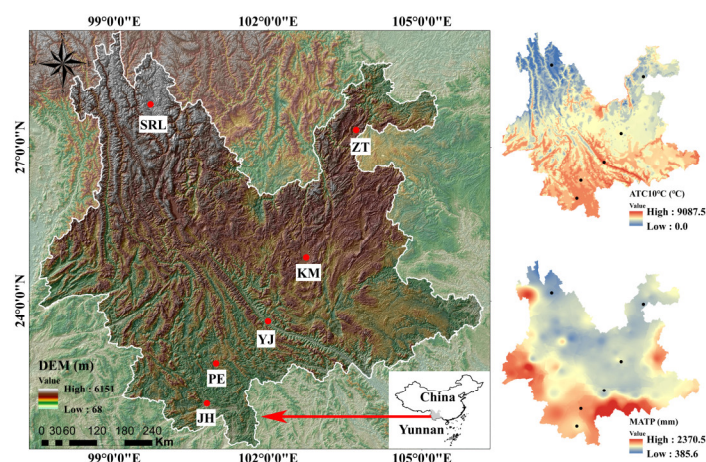 99°0'0"E 102°0'0"E 105°0'0"E
27°0'0"N
24°0'0"N
SRL
ZT
KM
YJ
PE
JH
DEM (m)
Value
High : 6151
Low : 68
0 30 60 120 180 240
Km
China
Yunnan
99°0'0"E 102°0'0"E 105°0'0"E
ATC10℃ (℃)
Value
High : 9087.5
Low : 0.0
MATP (mm)
Value
High : 2370.5
Low : 385.6